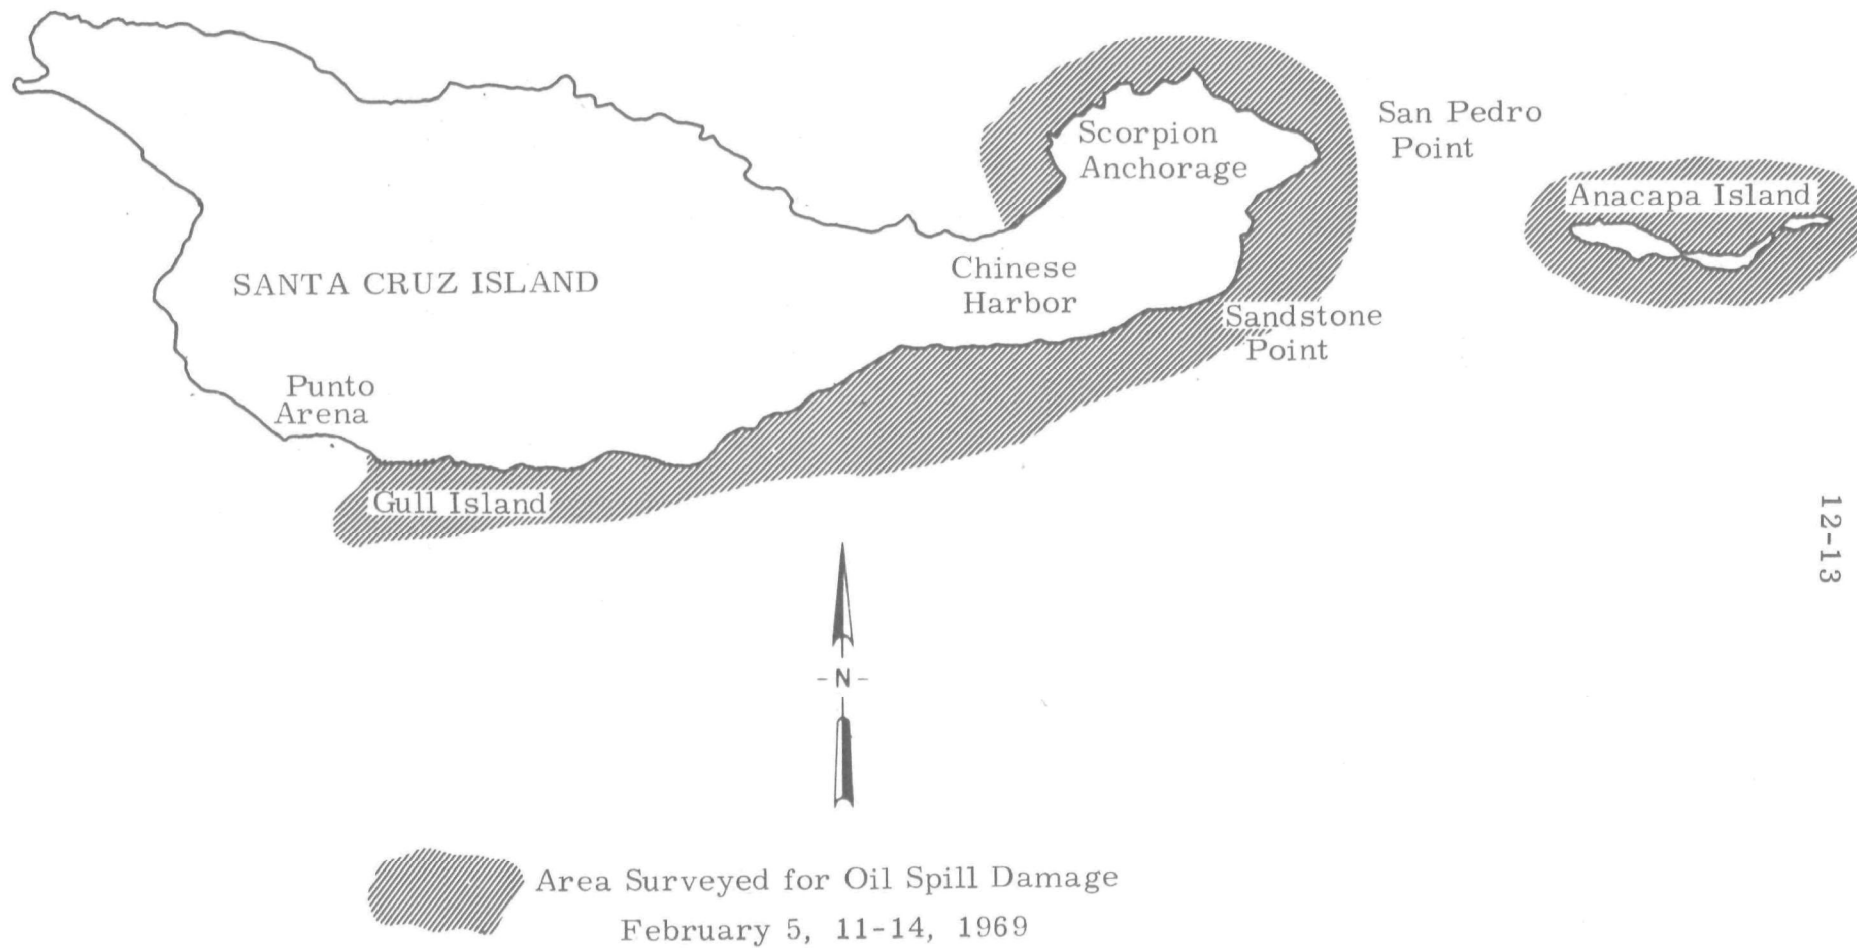 San Pedro
Point
Scorpion
Anchorage
Anacapa Island
Chinese
Harbor
SANTA CRUZ ISLAND
Sandstone
Point
Punto
Arena
Gull Island
12-13
-N-
Area Surveyed for Oil Spill Damage
February 5, 11-14, 1969